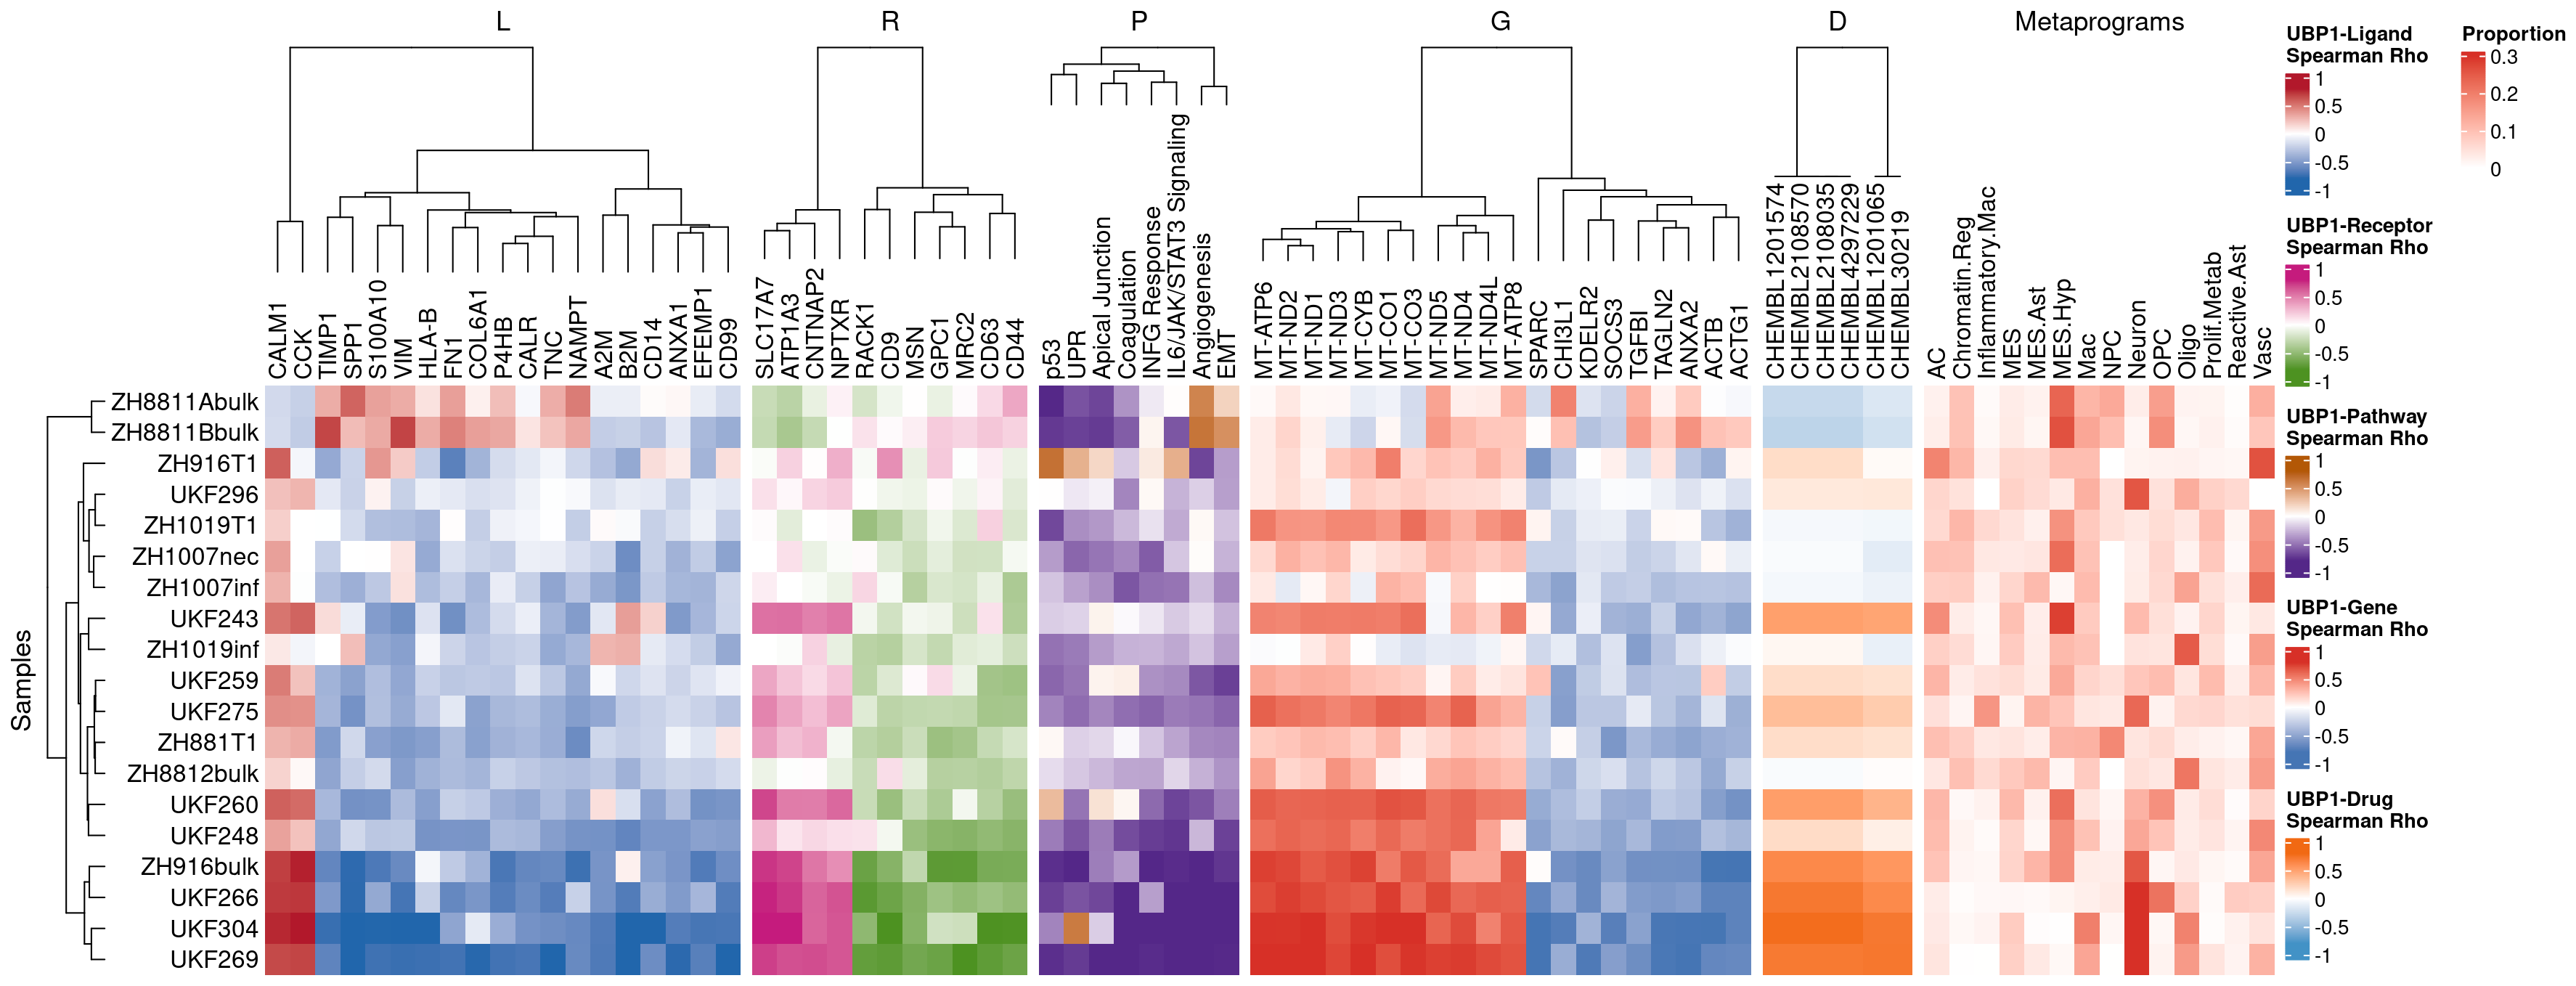 L
R
P
G
D
Metaprograms
CALM1
CCK
TIMP1
SPP1
S100A10
VIM
HLA-B
FN1
COL6A1
P4HB
CALR
TNC
NAMPT
A2M
B2M
CD14
ANXA1
EFEMP1
CD99
SLC17A7
ATP1A3
CNTNAP2
NPTXR
RACK1
CD9
MSN
GPC1
MRC2
CD63
CD44
p53
UPR
Apical Junction
Coagulation
INFG Response
IL6/JAK/STAT3 Signaling
Angiogenesis
EMT
MT-ATP6
MT-ND2
MT-ND1
MT-ND3
MT-CYB
MT-CO1
MT-CO3
MT-ND5
MT-ND4
MT-ND4L
MT-ATP8
SPARC
CHI3L1
KDELR2
SOCS3
TGFBI
TAGLN2
ANXA2
ACTB
ACTG1
CHEMBL1201574
CHEMBL2108570
CHEMBL2108035
CHEMBL4297229
CHEMBL1201065
CHEMBL30219
AC
Chromatin.Reg
Inflammatory.Mac
MES
MES.Ast
MES.Hyp
Mac
NPC
Neuron
OPC
Oligo
Prolif.Metab
Reactive.Ast
Vasc
Samples
ZH8811Abulk
ZH8811Bbulk
ZH916T1
UKF296
ZH1019T1
ZH1007nec
ZH1007inf
UKF243
ZH1019inf
UKF259
UKF275
ZH881T1
ZH8812bulk
UKF260
UKF248
ZH916bulk
UKF266
UKF304
UKF269
UBP1-Ligand
Spearman Rho
1
0.5
0
-0.5
-1
UBP1-Receptor
Spearman Rho
1
0.5
0
-0.5
-1
UBP1-Pathway
Spearman Rho
1
0.5
0
-0.5
-1
UBP1-Gene
Spearman Rho
1
0.5
0
-0.5
-1
UBP1-Drug
Spearman Rho
1
0.5
0
-0.5
-1
Proportion
0.3
0.2
0.1
0